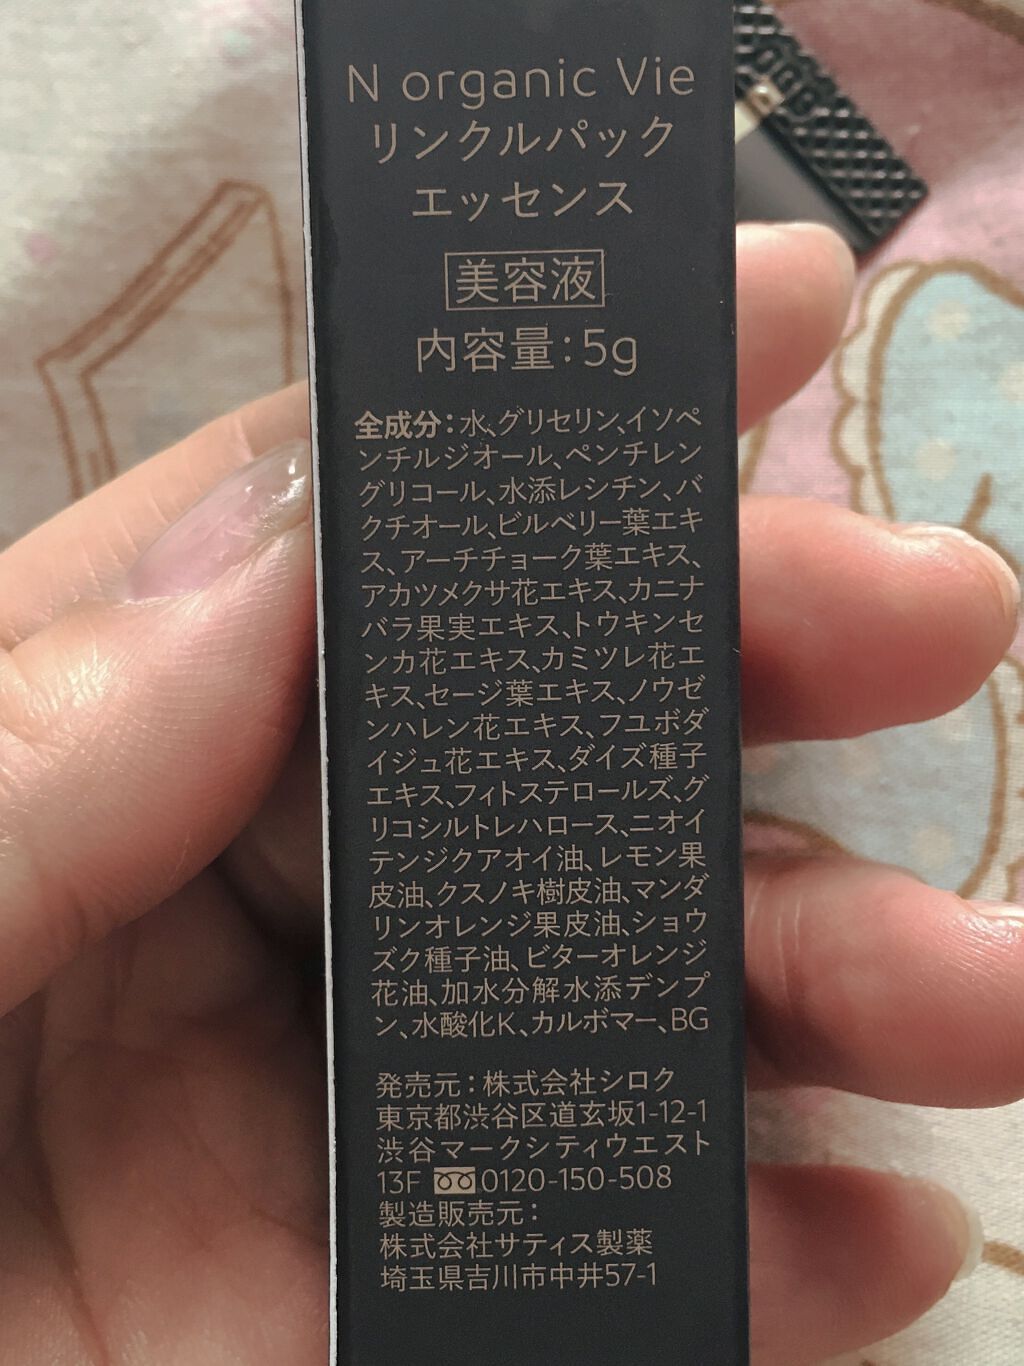 N organic Vie
リンクルパック
エッセンス
美容液
内容量:5g
全成分:水、グリセリン、イソペ
ンチルジオール、ペンチレン
グリコール、水添レシチン、バ
クチオール、ビルベリー葉エキ
ス、アーチチョーク葉エキス、
アカツメクサ花エキス、カニナ
バラ果実エキス、トウキンセ
ンカ花エキス、カミツレ花エ
キス、セージ葉エキス、ノウゼ
ンハレン花エキス、フユボダ
イジュ花エキス、ダイズ種子
エキス、フィトステロールズ、グ
リコシルトレハロース、ニオイ
テンジクアオイ油、レモン果
皮油、クスノキ樹皮油、マンダ
リンオレンジ果皮油、ショウ
ズク種子油、ビターオレンジ
花油、加水分解水添デンプ
ン、水酸化K、カルボマー、BG
発売元:株式会社シロク
東京都渋谷区道玄坂1-12-1
渋谷マークシティウエスト
13F 0120-150-508
製造販売元:
株式会社サティス製薬
埼玉県吉川市中井57-1